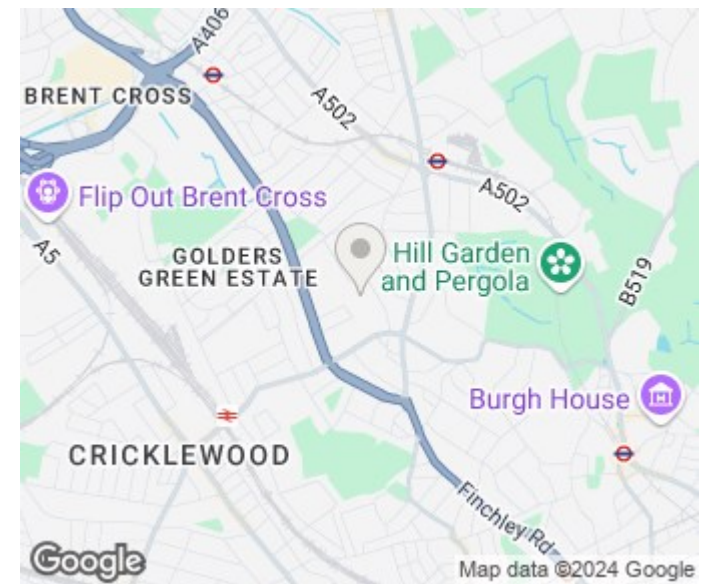 A406
BRENT CROSS
A502
A502
Flip Out Brent Cross
A5
GOLDERS
GREEN ESTATE
Hill Garden
and Pergola
B519
Burgh House
CRICKLEWOOD
Finchley Rd
Google
Map data ©2024 Google